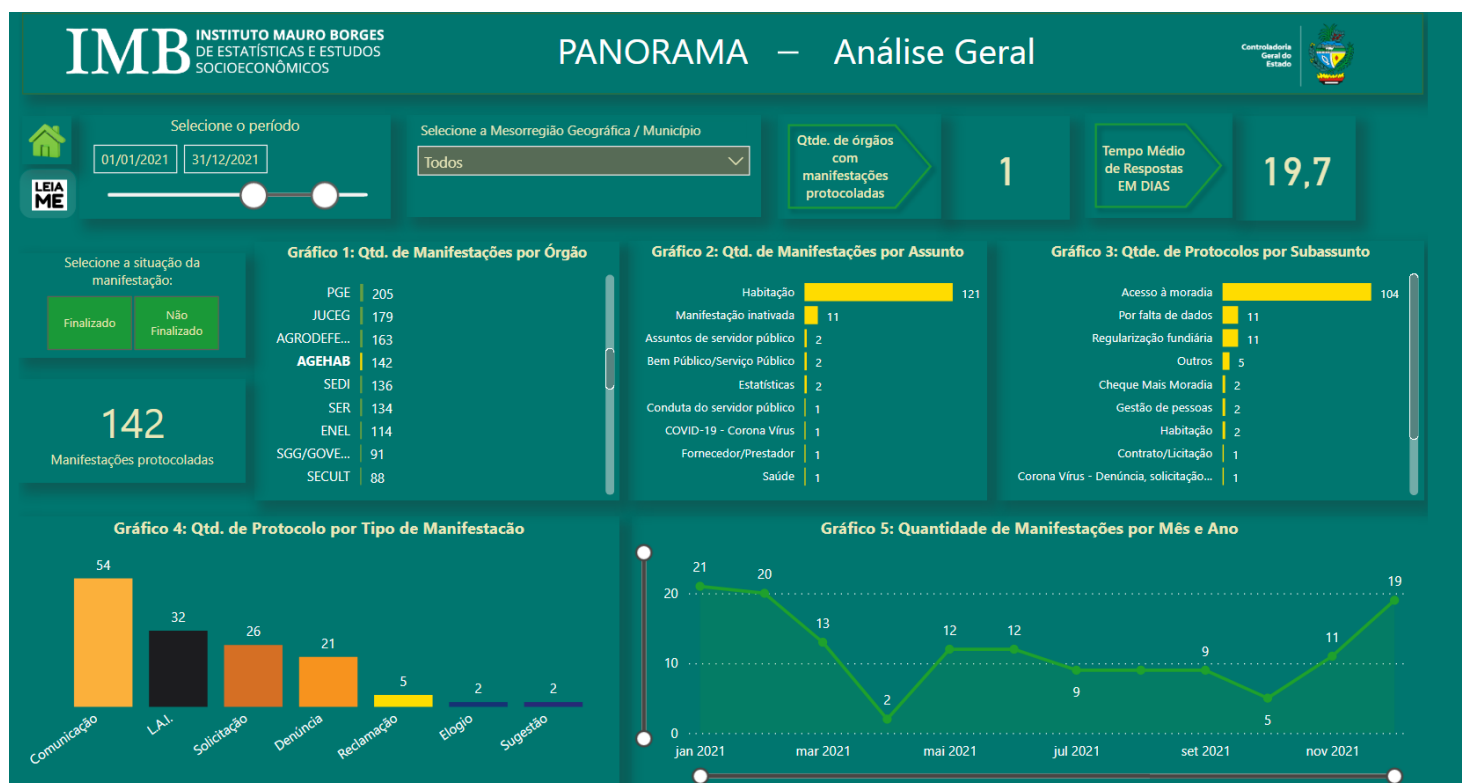 IMB
INSTITUTO MAURO BORGES
DE ESTATÍSTICAS E ESTUDOS
SOCIOECONÔMICOS
PANORAMA – Análise Geral
Controladoria
Geral do
Estado
LEIA
ME
Selecione o período
01/01/2021 31/12/2021
Selecione a Mesorregião Geográfica / Município
Todos
Qtde. de órgãos
com
manifestações
protocoladas
1
Tempo Médio
de Respostas
EM DIAS
19,7
Selecione a situação da
manifestação:
Finalizado
Não
Finalizado
142
Manifestações protocoladas
Gráfico 1: Qtd. de Manifestações por Órgão
PGE 205
JUCEG 179
AGRODEFE... 163
AGEHAB 142
SEDI 136
SER 134
ENEL 114
SGG/GOVE... 91
SECULT 88
Gráfico 2: Qtd. de Manifestações por Assunto
Habitação 121
Manifestação inativada 11
Assuntos de servidor público 2
Bem Público/Serviço Público 2
Estatísticas 2
Conduta do servidor público 1
COVID-19 - Corona Vírus 1
Fornecedor/Prestador 1
Saúde 1
Gráfico 3: Qtde. de Protocolos por Subassunto
Acesso à moradia 104
Por falta de dados 11
Regularização fundiária 11
Outros 5
Cheque Mais Moradia 2
Gestão de pessoas 2
Habitação 2
Contrato/Licitação 1
Corona Vírus - Denúncia, solicitação... 1
Gráfico 4: Qtd. de Protocolo por Tipo de Manifestacão
54
32
26
21
5
2
2
Comunicação
L.A.I.
Solicitação
Denúncia
Reclamação
Elogio
Sugestão
Gráfico 5: Quantidade de Manifestações por Mês e Ano
20
10
0
21
20
13
2
12
12
9
9
5
11
19
jan 2021
mar 2021
mai 2021
jul 2021
set 2021
nov 2021